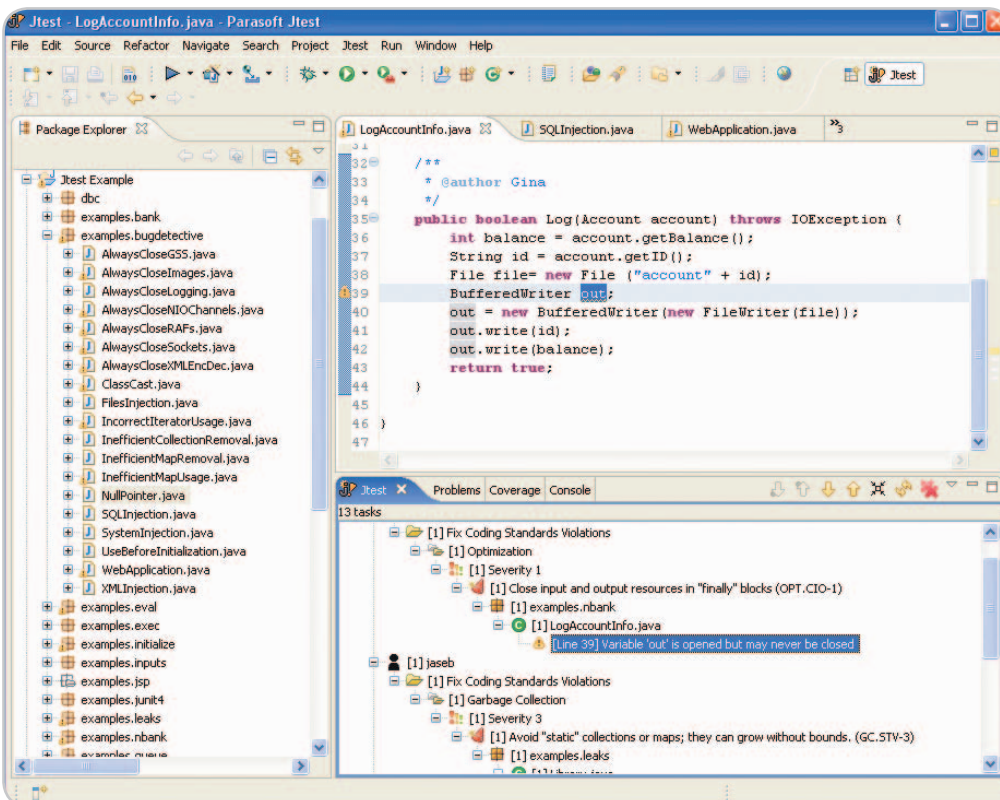 Jtest - LogAccountInfo.java - Parasoft Jtest
File Edit Source Refactor Navigate Search Project Jtest Run Window Help
Jtest
Package Explorer
Jtest Example
dbc
examples.bank
examples.bugdetective
AlwaysCloseGSS.java
AlwaysCloseImages.java
AlwaysCloseLogging.java
AlwaysCloseNIOChannels.java
AlwaysCloseRAFs.java
AlwaysCloseSockets.java
AlwaysCloseXMLEncDec.java
ClassCast.java
FilesInjection.java
IncorrectIteratorUsage.java
InefficientCollectionRemoval.java
InefficientMapRemoval.java
InefficientMapUsage.java
NullPointer.java
SQLInjection.java
SystemInjection.java
UseBeforeInitialization.java
WebApplication.java
XMLInjection.java
examples.eval
examples.exec
examples.initialize
examples.inputs
examples.jsp
examples.junit4
examples.leaks
examples.nbank
examples.queue
LogAccountInfo.java SQLInjection.java WebApplication.java »3
31
32 /**
33 * @author Gina
34 */
35 public boolean Log(Account account) throws IOException {
36 int balance = account.getBalance();
37 String id = account.getID();
38 File file= new File ("account" + id);
39 BufferedWriter out;
40 out = new BufferedWriter(new FileWriter(file));
41 out.write(id);
42 out.write(balance);
43 return true;
44 }
45
46 }
47
Jtest Problems Coverage Console
13 tasks
[1] Fix Coding Standards Violations
[1] Optimization
[1] Severity 1
[1] Close input and output resources in "finally" blocks (OPT.CIO-1)
[1] examples.nbank
[1] LogAccountInfo.java
[Line 39] Variable 'out' is opened but may never be closed
[1] jaseb
[1] Fix Coding Standards Violations
[1] Garbage Collection
[1] Severity 3
[1] Avoid "static" collections or maps; they can grow without bounds. (GC.STV-3)
[1] examples.leaks
[1] Library.java